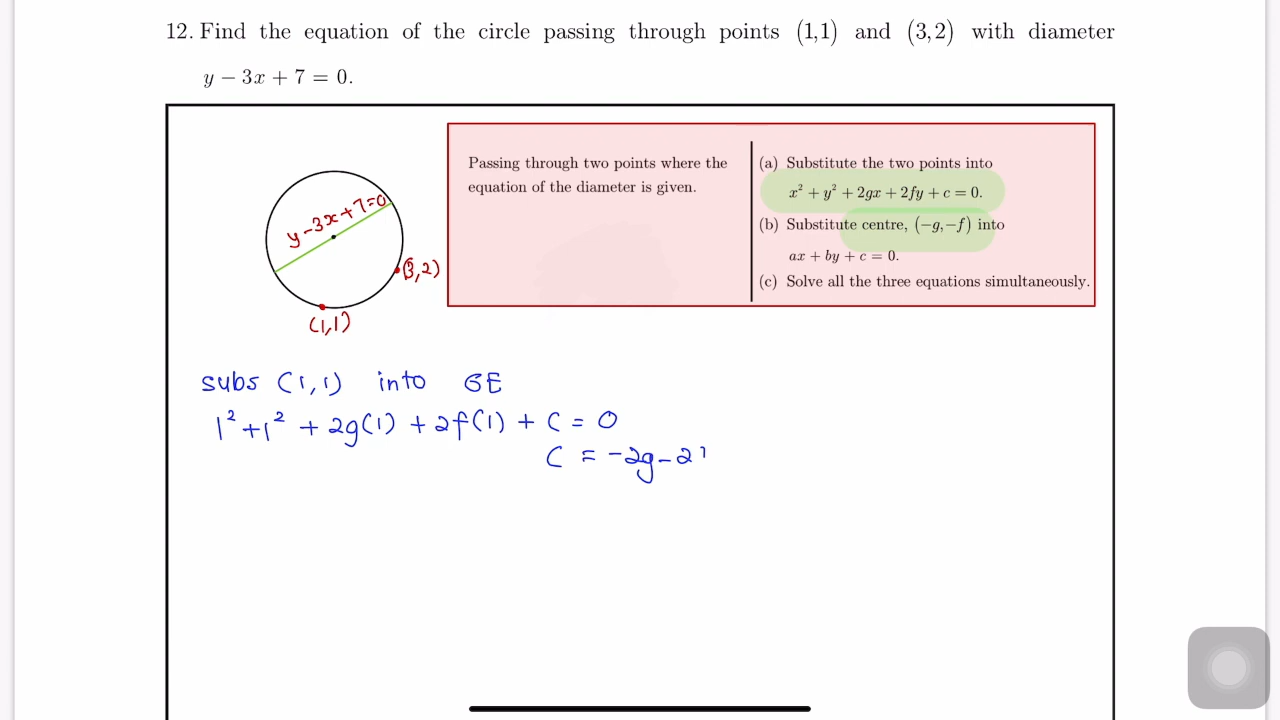 12. Find the equation of the circle passing through points (1,1) and (3,2) with diameter
y − 3x + 7 = 0.
y-3x+7=0
(3,2)
(1,1)
Passing through two points where the
equation of the diameter is given.
(a) Substitute the two points into
x² + y² + 2gx + 2fy + c = 0.
(b) Substitute centre, (−g,−f) into
ax + by + c = 0.
(c) Solve all the three equations simultaneously.
subs (1,1) into GE
1² + 1² + 2g(1) + 2f(1) + c = 0
c = -2g - 2